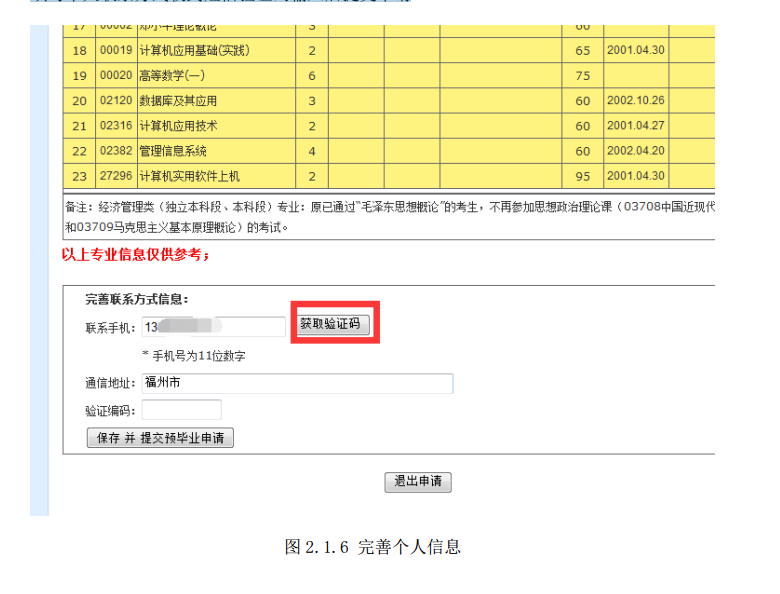 18 00019 计算机应用基础(实践) 2 65 2001.04.30
19 00020 高等数学(一) 6 75
20 02120 数据库及其应用 3 60 2002.10.26
21 02316 计算机应用技术 2 60 2001.04.27
22 02382 管理信息系统 4 60 2002.04.20
23 27296 计算机实用软件上机 2 95 2001.04.30
备注：经济管理类（独立本科段、本科段）专业：原已通过“毛泽东思想概论”的考生，不再参加思想政治理论课（03708中国近现代
和03709马克思主义基本原理概论）的考试。
以上专业信息仅供参考；
完善联系方式信息：
联系手机： 13 获取验证码
* 手机号为11位数字
通信地址： 福州市
验证编码：
保存 并 提交预毕业申请
退出申请
图 2.1.6 完善个人信息